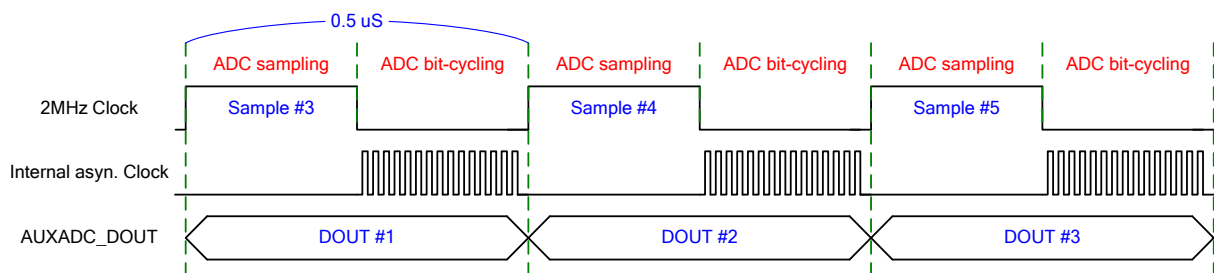 0.5 uS
ADC sampling ADC bit-cycling ADC sampling ADC bit-cycling ADC sampling ADC bit-cycling
2MHz Clock Sample #3 Sample #4 Sample #5
Internal asyn. Clock
AUXADC_DOUT DOUT #1 DOUT #2 DOUT #3